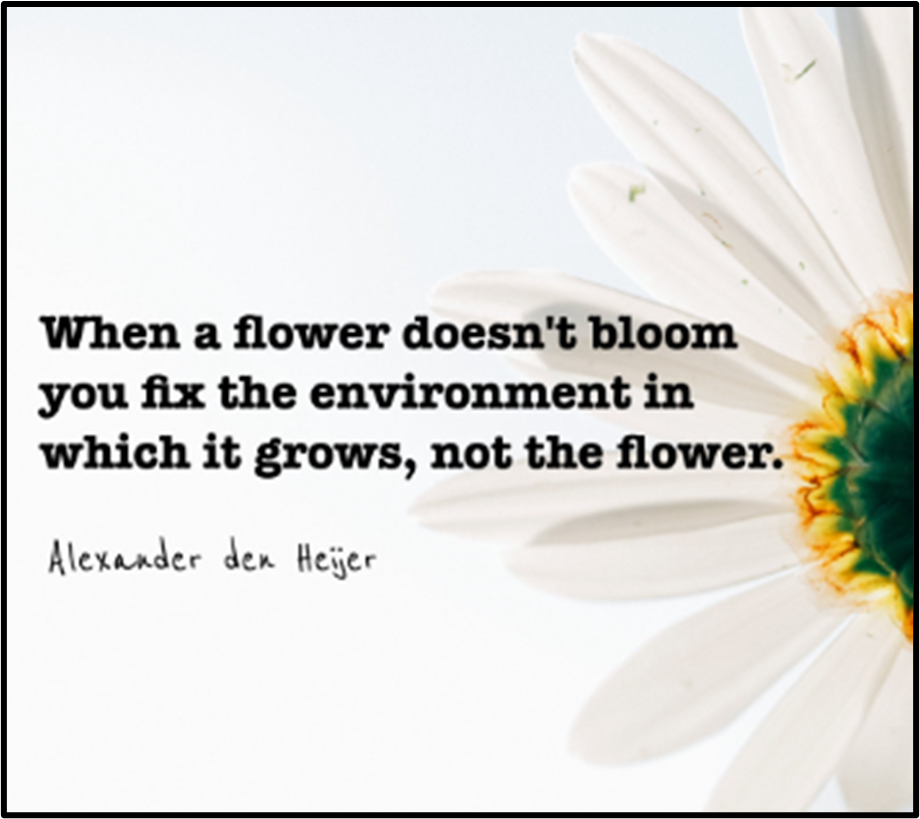 When a flower doesn't bloom
you fix the environment in
which it grows, not the flower.
Alexander den Heijer